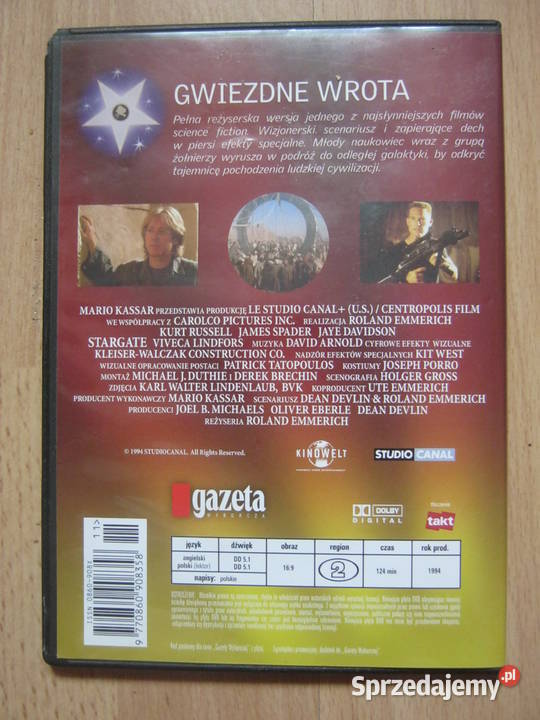 GWIEZDNE WROTA
Pełna reżyserska wersja jednego z najsłynniejszych filmów
science fiction. Wizjonerski scenariusz i zapierające dech
w piersi efekty specjalne. Młody naukowiec wraz z grupą
żołnierzy wyrusza w podróż do odległej galaktyki, by odkryć
tajemnicę pochodzenia ludzkiej cywilizacji.
MARIO KASSAR PRZEDSTAWIA PRODUKCJĘ LE STUDIO CANAL+ (U.S.) / CENTROPOLIS FILM
WE WSPÓŁPRACY Z CAROLCO PICTURES INC. REALIZACJA ROLAND EMMERICH
KURT RUSSELL JAMES SPADER JAYE DAVIDSON
STARGATE VIVECA LINDFORS MUZYKA DAVID ARNOLD CYFROWE EFEKTY WIZUALNE
KLEISER-WALCZAK CONSTRUCTION CO. NADZÓR EFEKTÓW SPECJALNYCH KIT WEST
WIZUALNE OPRACOWANIE POSTACI PATRICK TATOPOULOS KOSTIUMY JOSEPH PORRO
MONTAŻ MICHAEL J. DUTHIE I DEREK BRECHIN SCENOGRAFIA HOLGER GROSS
ZDJĘCIA KARL WALTER LINDENLAUB, BVK KOPRODUCENT UTE EMMERICH
PRODUCENT WYKONAWCZY MARIO KASSAR SCENARIUSZ DEAN DEVLIN & ROLAND EMMERICH
PRODUCENCI JOEL B. MICHAELS OLIVER EBERLE DEAN DEVLIN
REŻYSERIA ROLAND EMMERICH
© 1994 STUDIOCANAL. All Rights Reserved.
KINOWELT
STUDIO CANAL
gazeta
WYBORCZA
DOLBY
DIGITAL
takt
11>
ISSN 0860-908X
9 770860 908358
język dźwięk obraz region czas rok prod.
angielski DD 5.1
polski (lektor) DD 5.1
16:9 2 124 min 1994
napisy: polskie
Sprzedajemy.pl